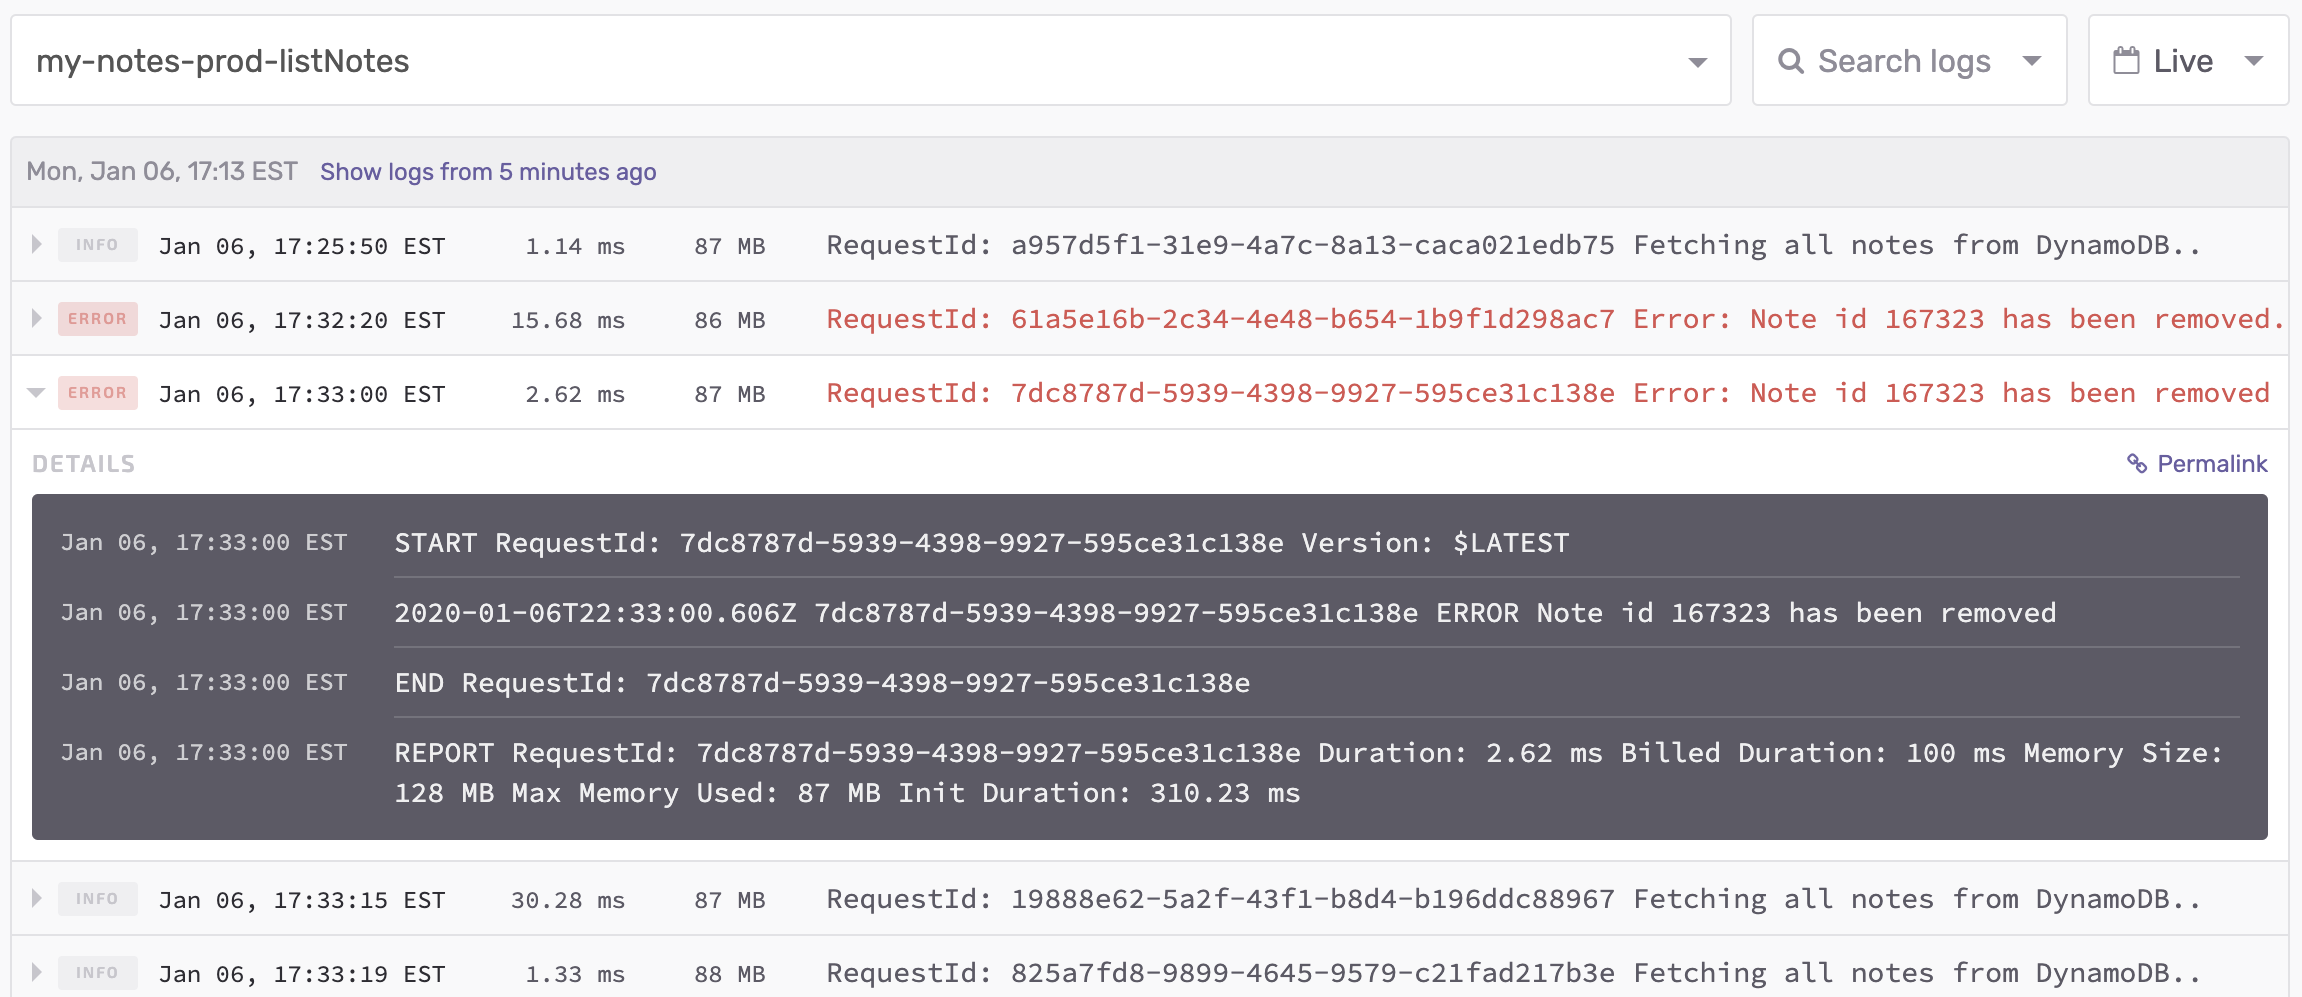 my-notes-prod-listNotes
Search logs
Live
Mon, Jan 06, 17:13 EST Show logs from 5 minutes ago
INFO Jan 06, 17:25:50 EST 1.14 ms 87 MB RequestId: a957d5f1-31e9-4a7c-8a13-caca021edb75 Fetching all notes from DynamoDB..
ERROR Jan 06, 17:32:20 EST 15.68 ms 86 MB RequestId: 61a5e16b-2c34-4e48-b654-1b9f1d298ac7 Error: Note id 167323 has been removed.
ERROR Jan 06, 17:33:00 EST 2.62 ms 87 MB RequestId: 7dc8787d-5939-4398-9927-595ce31c138e Error: Note id 167323 has been removed
DETAILS Permalink
Jan 06, 17:33:00 EST START RequestId: 7dc8787d-5939-4398-9927-595ce31c138e Version: $LATEST
Jan 06, 17:33:00 EST 2020-01-06T22:33:00.606Z 7dc8787d-5939-4398-9927-595ce31c138e ERROR Note id 167323 has been removed
Jan 06, 17:33:00 EST END RequestId: 7dc8787d-5939-4398-9927-595ce31c138e
Jan 06, 17:33:00 EST REPORT RequestId: 7dc8787d-5939-4398-9927-595ce31c138e Duration: 2.62 ms Billed Duration: 100 ms Memory Size:
128 MB Max Memory Used: 87 MB Init Duration: 310.23 ms
INFO Jan 06, 17:33:15 EST 30.28 ms 87 MB RequestId: 19888e62-5a2f-43f1-b8d4-b196ddc88967 Fetching all notes from DynamoDB..
INFO Jan 06, 17:33:19 EST 1.33 ms 88 MB RequestId: 825a7fd8-9899-4645-9579-c21fad217b3e Fetching all notes from DynamoDB..